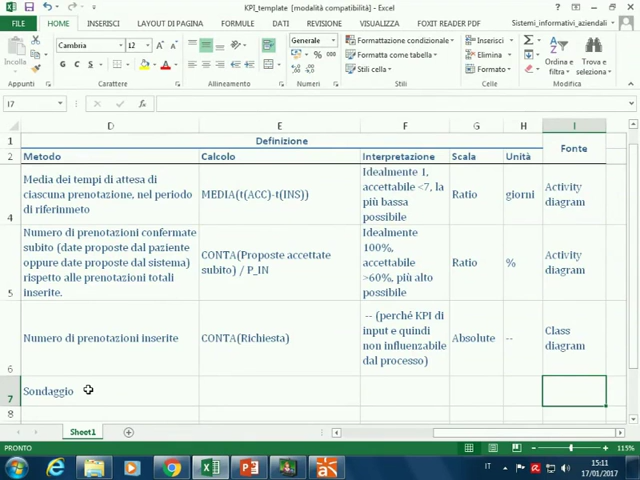 KPI_template [modalità compatibilità] - Excel
FILE HOME INSERISCI LAYOUT DI PAGINA FORMULE DATI REVISIONE VISUALIZZA FOXIT READER PDF Sistemi_informativi_aziendali
Incolla
Cambria 12
G C S
Generale
%
Formattazione condizionale
Formatta come tabella
Stili cella
Inserisci
Elimina
Formato
Ordina e filtra
Trova e seleziona
Appunti Carattere Allineamento Numeri Stili Celle Modifica
I7 fx
D E F G H I
1 Definizione Fonte
2 Metodo Calcolo Interpretazione Scala Unità
Media dei tempi di attesa di
ciascuna prenotazione, nel periodo
di riferinmeto
MEDIA(t(ACC)-t(INS))
Idealmente 1,
accettabile <7, la
più bassa
possibile
Ratio
giorni
Activity
diagram
4
Numero di prenotazioni confermate
subito (date proposte dal paziente
oppure date proposte dal sistema)
rispetto alle prenotazioni totali
inserite.
CONTA(Proposte accettate
subito) / P_IN
Idealmente
100%,
accettabile
>60%, più alto
possibile
Ratio
%
Activity
diagram
5
Numero di prenotazioni inserite
CONTA(Richiesta)
-- (perché KPI di
input e quindi
non influenzabile
dal processo)
Absolute
--
Class
diagram
6
7 Sondaggio
8
Sheet1
PRONTO 115%
IT 15:11
17/01/2017